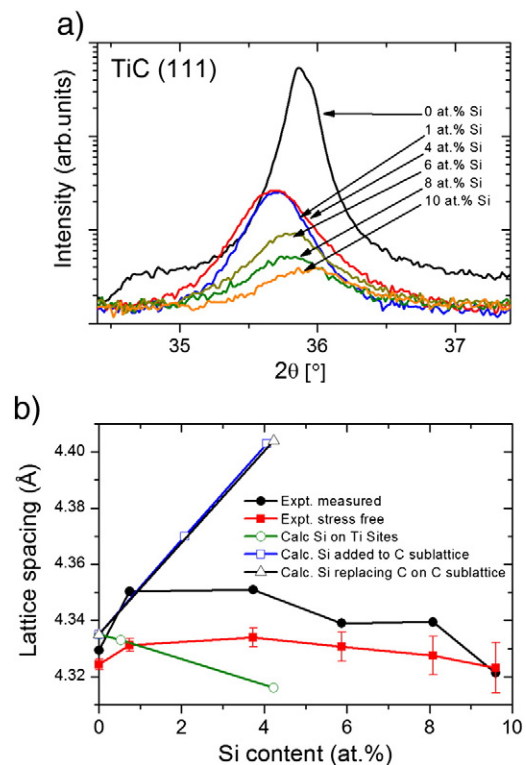 a)
TiC (111)
Intensity (arb.units)
0 at.% Si
1 at.% Si
4 at.% Si
6 at.% Si
8 at.% Si
10 at.% Si
35 36 37
2θ [°]
b)
Lattice spacing (Å)
4.40
4.38
4.36
4.34
4.32
Expt. measured
Expt. stress free
Calc Si on Ti Sites
Calc. Si added to C sublattice
Calc. Si replacing C on C sublattice
0 2 4 6 8 10
Si content (at.%)